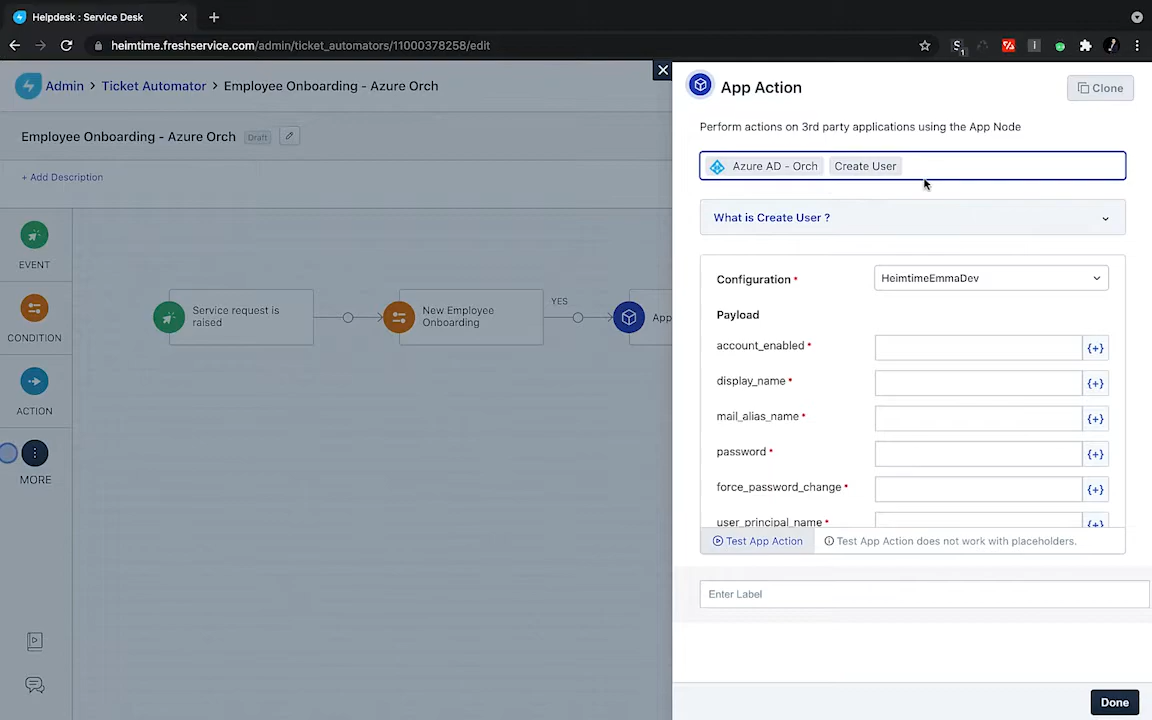 Helpdesk : Service Desk
heimtime.freshservice.com/admin/ticket_automators/11000378258/edit
Admin > Ticket Automator > Employee Onboarding - Azure Orch
Employee Onboarding - Azure Orch Draft
+ Add Description
EVENT
CONDITION
ACTION
MORE
Service request is
raised
New Employee
Onboarding
YES
App
App Action
Clone
Perform actions on 3rd party applications using the App Node
Azure AD - Orch Create User
What is Create User ?
Configuration * HeimtimeEmmaDev
Payload
account_enabled * {+}
display_name * {+}
mail_alias_name * {+}
password * {+}
force_password_change * {+}
user_principal_name * {+}
Test App Action Test App Action does not work with placeholders.
Enter Label
Done